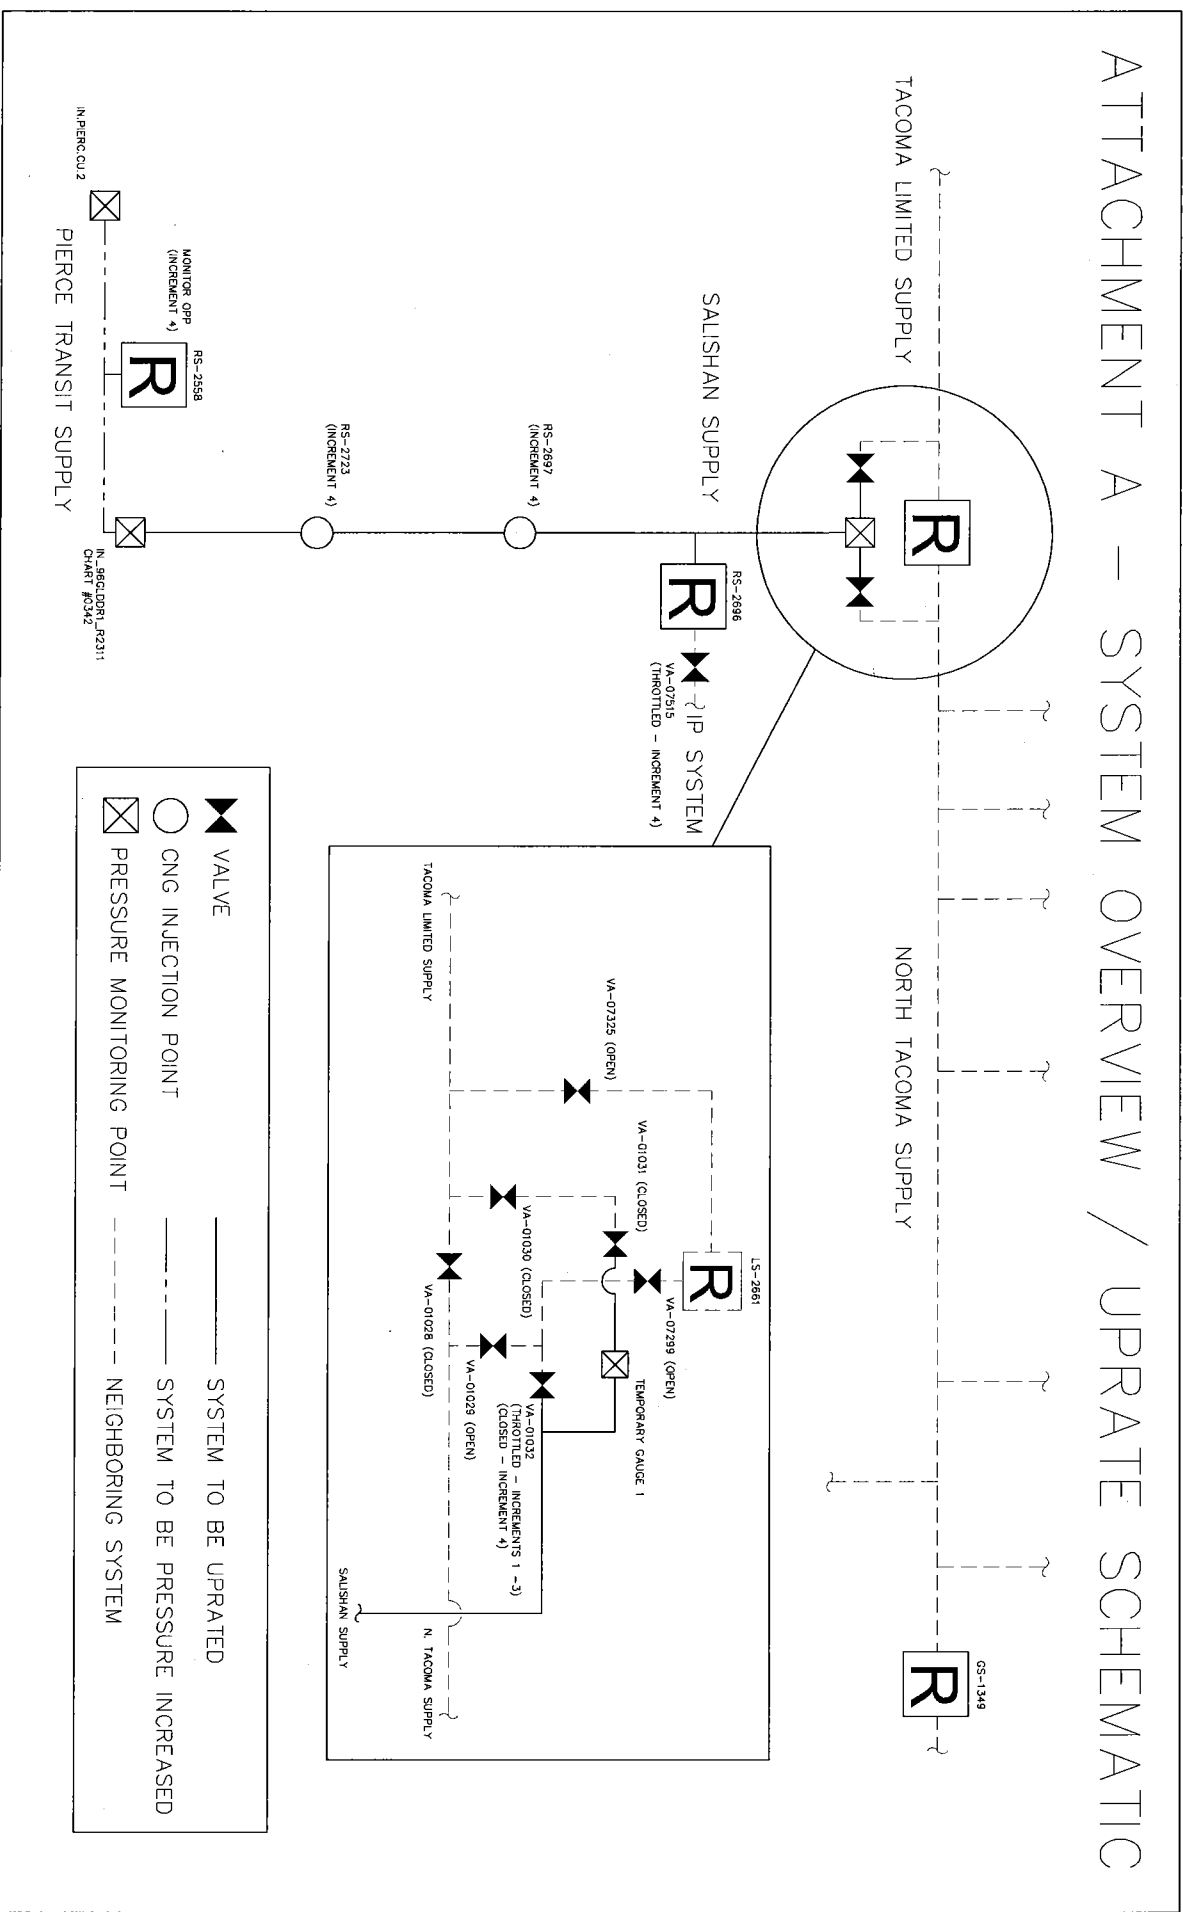 ATTACHMENT A - SYSTEM OVERVIEW / UPRATE SCHEMATIC
TACOMA LIMITED SUPPLY
NORTH TACOMA SUPPLY
R
R
GS-1349
SALISHAN SUPPLY
RS-2696
R
IP SYSTEM
VA-07515
(THROTTLED - INCREMENT 4)
RS-2697
(INCREMENT 4)
RS-2723
(INCREMENT 4)
MONITOR OPP
(INCREMENT 4)
RS-2558
R
IN.PIERC.CU.2
PIERCE TRANSIT SUPPLY
IN_96GLDDR1_R2311
CHART #0342
LS-2661
R
VA-07325 (OPEN)
VA-01031 (CLOSED)
VA-07299 (OPEN)
TEMPORARY GAUGE 1
VA-01030 (CLOSED)
VA-01032
(THROTTLED - INCREMENTS 1-3)
(CLOSED - INCREMENT 4)
VA-01029 (OPEN)
VA-01028 (CLOSED)
TACOMA LIMITED SUPPLY
N. TACOMA SUPPLY
SALISHAN SUPPLY
VALVE
CNG INJECTION POINT
PRESSURE MONITORING POINT
SYSTEM TO BE UPRATED
SYSTEM TO BE PRESSURE INCREASED
NEIGHBORING SYSTEM